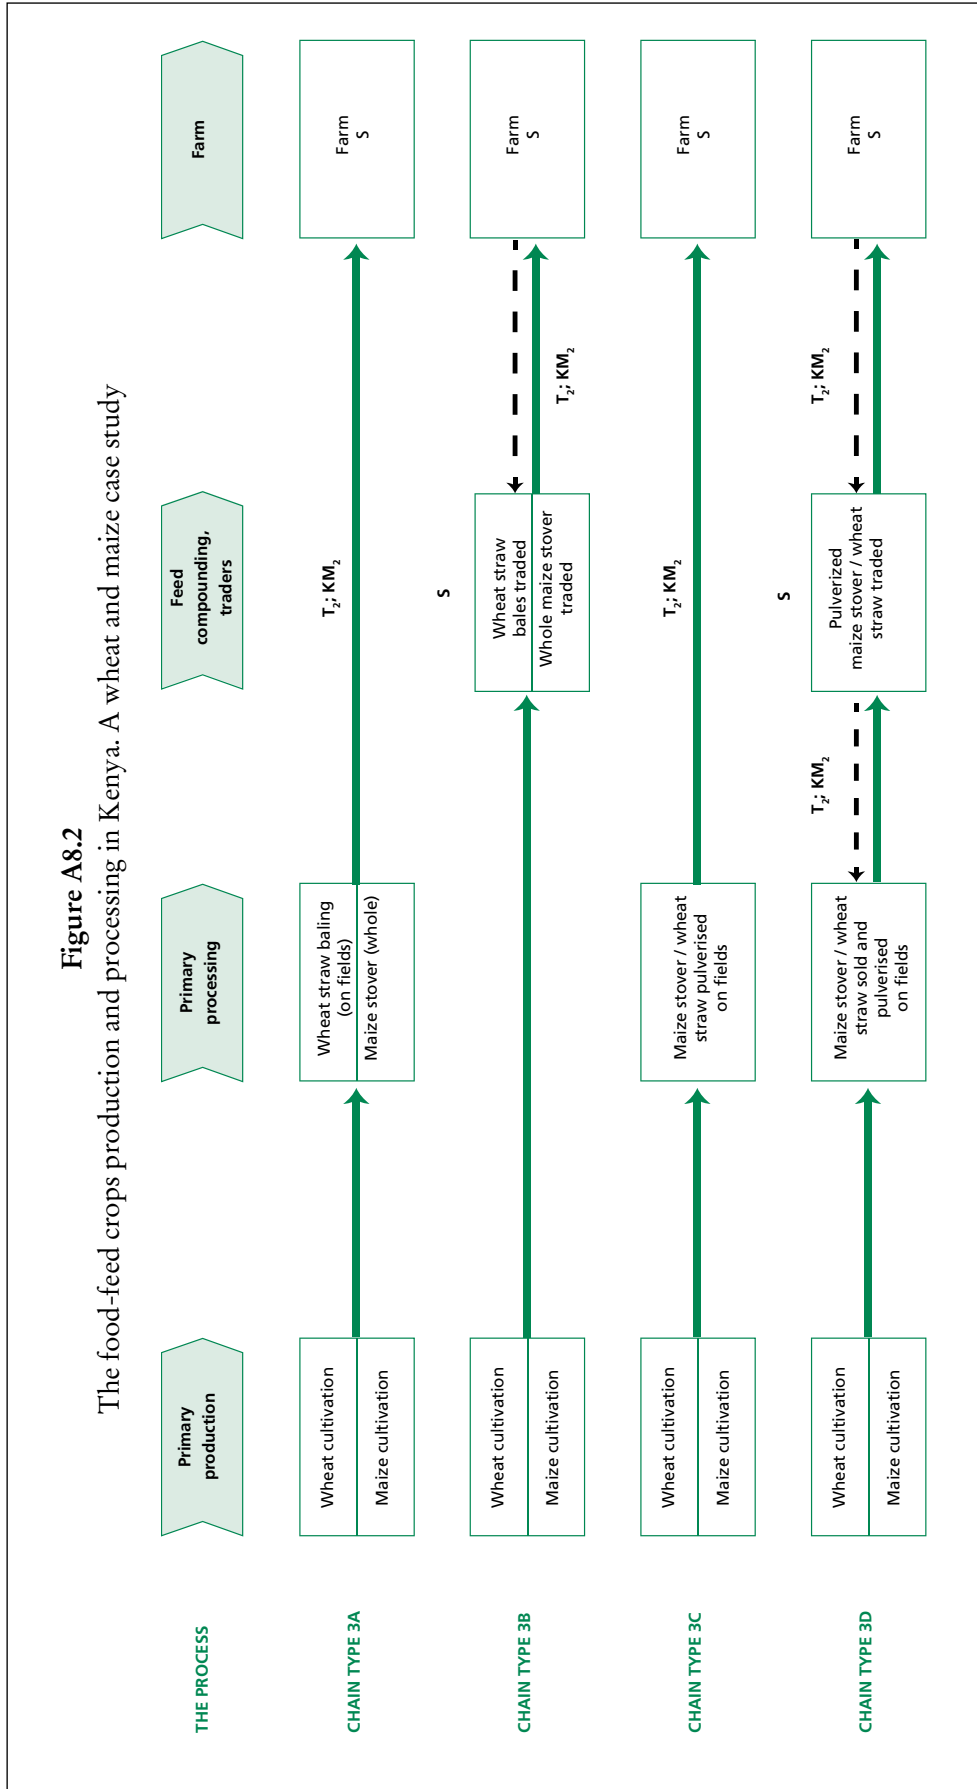 Figure A8.2
The food-feed crops production and processing in Kenya. A wheat and maize case study
THE PROCESS
Primary
production
Primary
processing
Feed
compounding,
traders
Farm
CHAIN TYPE 3A
Wheat cultivation
Maize cultivation
Wheat straw baling
(on fields)
Maize stover (whole)
T₂; KM₂
Farm
S
CHAIN TYPE 3B
Wheat cultivation
Maize cultivation
S
Wheat straw
bales traded
Whole maize stover
traded
T₂; KM₂
Farm
S
CHAIN TYPE 3C
Wheat cultivation
Maize cultivation
Maize stover / wheat
straw pulverised
on fields
T₂; KM₂
Farm
S
CHAIN TYPE 3D
Wheat cultivation
Maize cultivation
Maize stover / wheat
straw sold and
pulverised
on fields
T₂; KM₂
S
Pulverized
maize stover / wheat
straw traded
T₂; KM₂
Farm
S